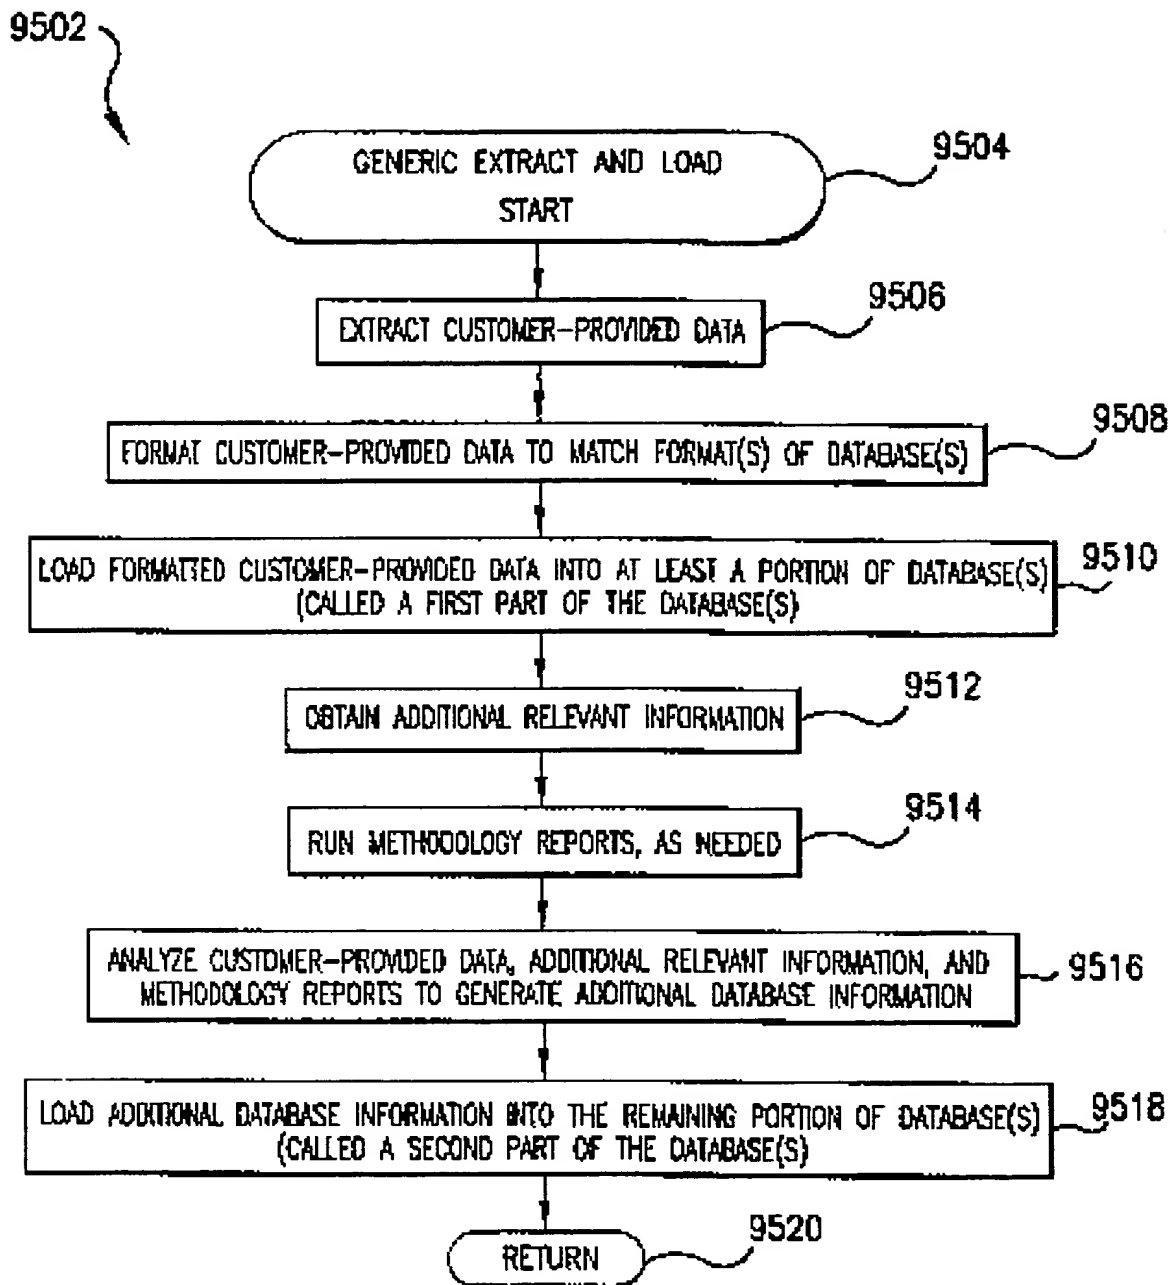 9502
GENERIC EXTRACT AND LOAD
START
9504
EXTRACT CUSTOMER-PROVIDED DATA
9506
FORMAT CUSTOMER-PROVIDED DATA TO MATCH FORMAT(S) OF DATABASE(S)
9508
LOAD FORMATTED CUSTOMER-PROVIDED DATA INTO AT LEAST A PORTION OF DATABASE(S)
(CALLED A FIRST PART OF THE DATABASE(S)
9510
OBTAIN ADDITIONAL RELEVANT INFORMATION
9512
RUN METHODOLOGY REPORTS, AS NEEDED
9514
ANALYZE CUSTOMER-PROVIDED DATA, ADDITIONAL RELEVANT INFORMATION, AND
METHODOLOGY REPORTS TO GENERATE ADDITIONAL DATABASE INFORMATION
9516
LOAD ADDITIONAL DATABASE INFORMATION INTO THE REMAINING PORTION OF DATABASE(S)
(CALLED A SECOND PART OF THE DATABASE(S)
9518
RETURN
9520